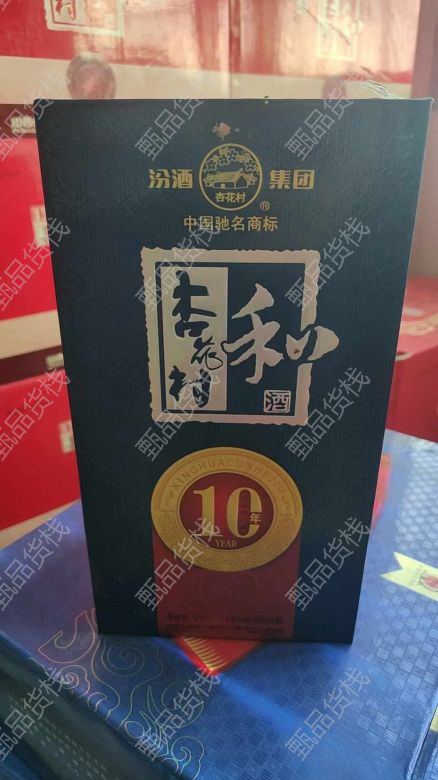 汾酒 集团
杏花村
®
中国驰名商标
杏花村
和
酒
XINGHUACUNHEJIU
10年
YEAR
甄品货栈